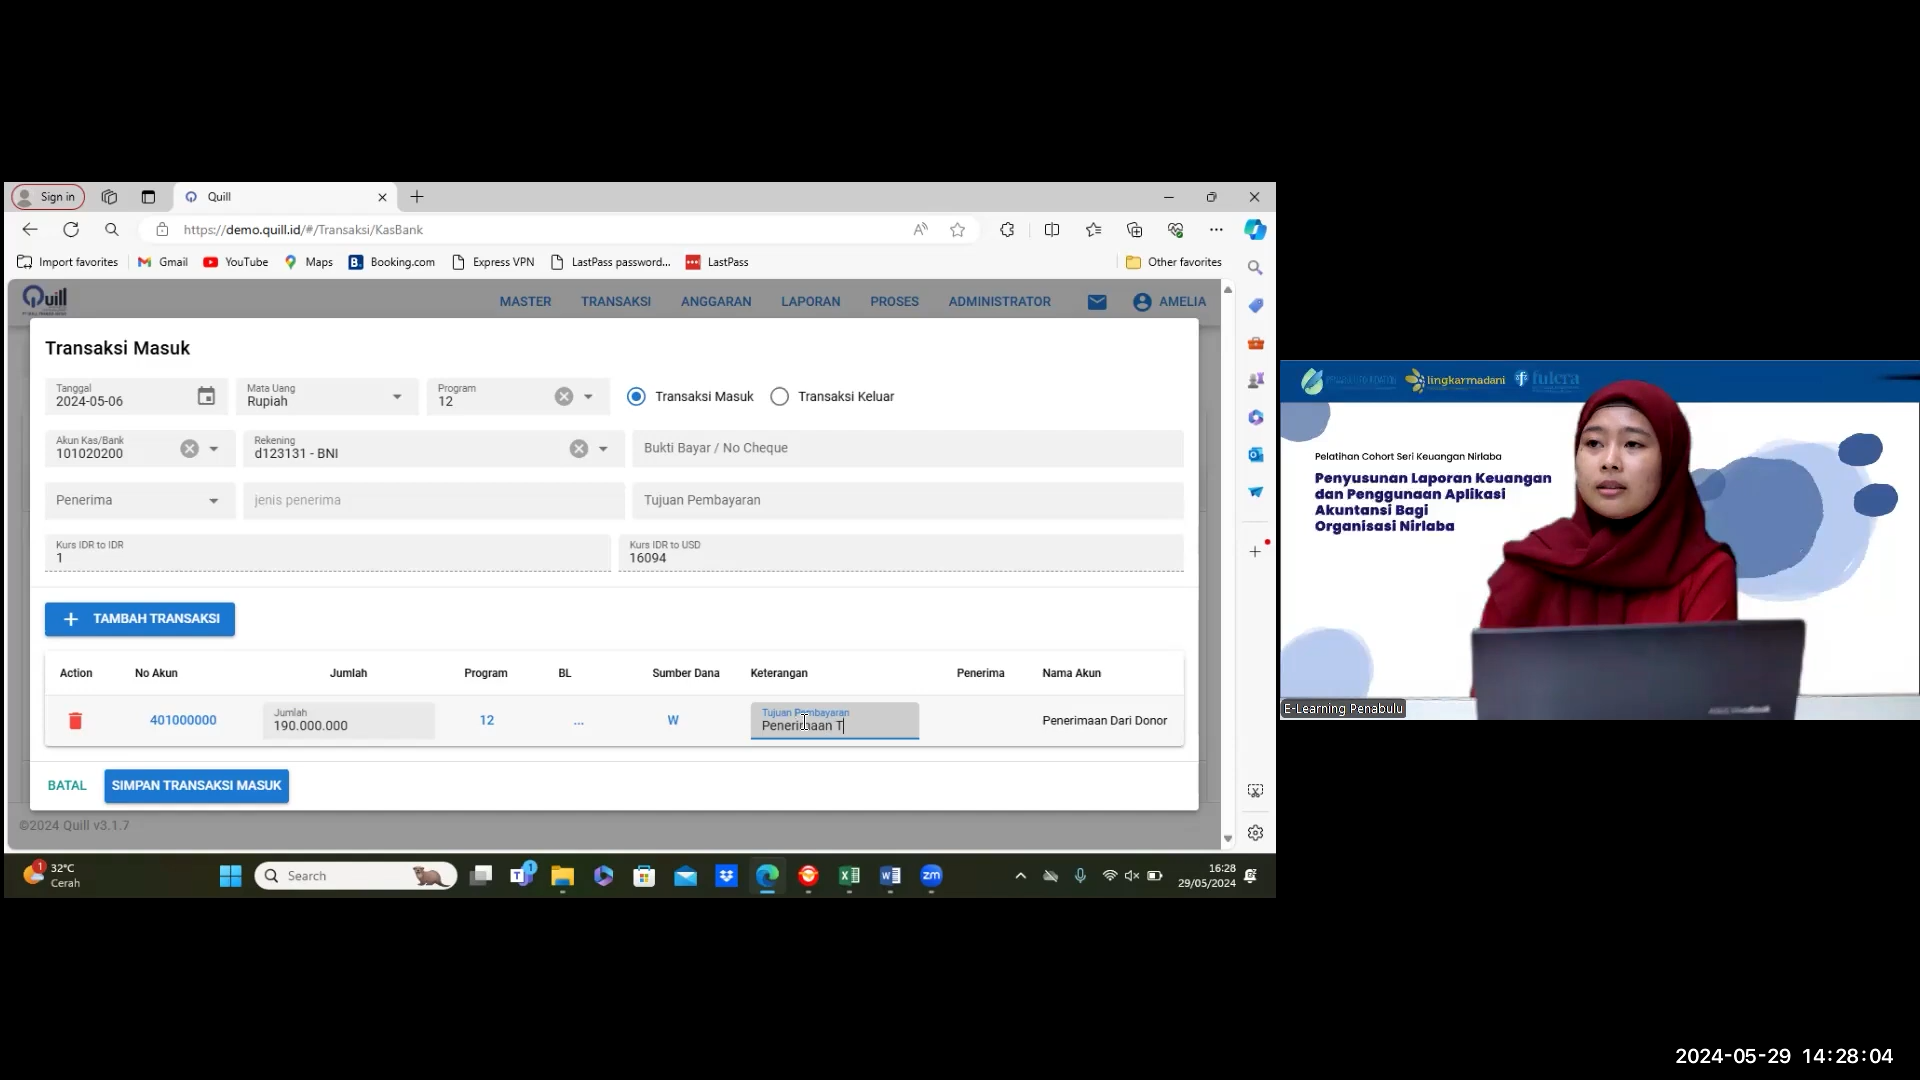 Sign in
Quill
https://demo.quill.id/#/Transaksi/KasBank
Import favorites
Gmail
YouTube
Maps
Booking.com
Express VPN
LastPass password...
LastPass
Other favorites
Quill
MASTER
TRANSAKSI
ANGGARAN
LAPORAN
PROSES
ADMINISTRATOR
AMELIA
Transaksi Masuk
Tanggal
2024-05-06
Mata Uang
Rupiah
Program
12
Transaksi Masuk
Transaksi Keluar
Akun Kas/Bank
101020200
Rekening
d123131 - BNI
Bukti Bayar / No Cheque
Penerima
jenis penerima
Tujuan Pembayaran
Kurs IDR to IDR
1
Kurs IDR to USD
16094
+ TAMBAH TRANSAKSI
Action No Akun Jumlah Program BL Sumber Dana Keterangan Penerima Nama Akun
401000000
Jumlah
190.000.000
12
...
W
Tujuan Pembayaran
Penerimaan T
Penerimaan Dari Donor
BATAL
SIMPAN TRANSAKSI MASUK
©2024 Quill v3.1.7
1
32°C
Cerah
Search
1
zm
16:28
29/05/2024
lingkarmadani
fulcra
Pelatihan Cohort Seri Keuangan Nirlaba
Penyusunan Laporan Keuangan
dan Penggunaan Aplikasi
Akuntansi Bagi
Organisasi Nirlaba
E-Learning Penabulu
2024-05-29 14:28:04